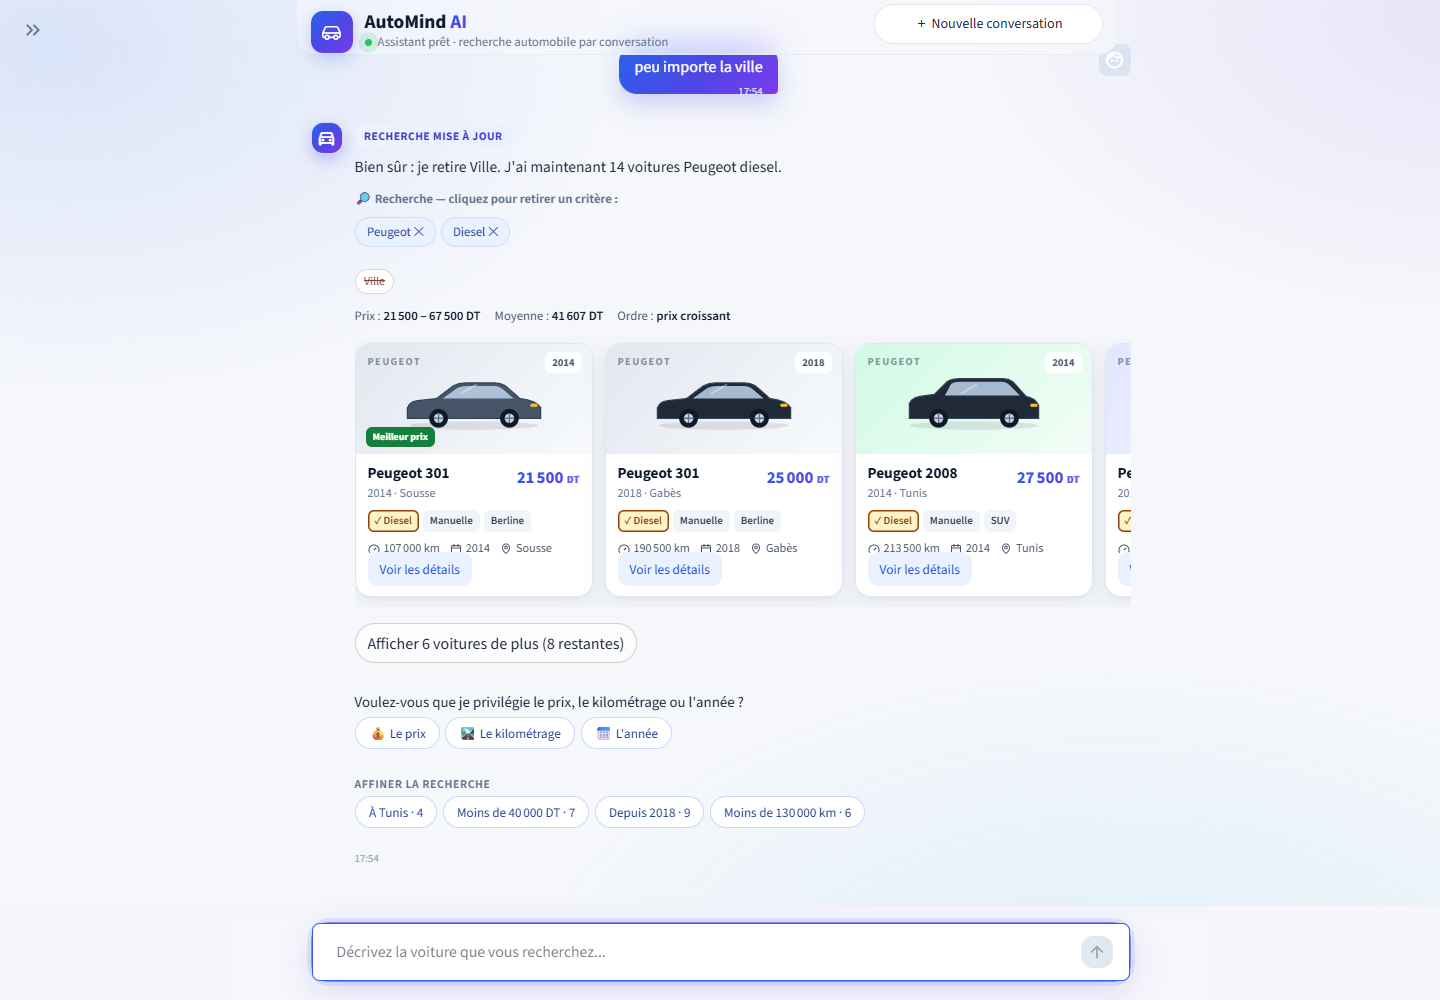 AutoMind AI
Assistant prêt · recherche automobile par conversation
+ Nouvelle conversation
peu importe la ville
17:54
RECHERCHE MISE À JOUR
Bien sûr : je retire Ville. J'ai maintenant 14 voitures Peugeot diesel.
Recherche — cliquez pour retirer un critère :
Peugeot
Diesel
Ville
Prix : 21 500 – 67 500 DT Moyenne : 41 607 DT Ordre : prix croissant
PEUGEOT
2014
Meilleur prix
Peugeot 301
21 500 DT
2014 · Sousse
✓ Diesel
Manuelle
Berline
107 000 km 2014 Sousse
Voir les détails
PEUGEOT
2018
Peugeot 301
25 000 DT
2018 · Gabès
✓ Diesel
Manuelle
Berline
190 500 km 2018 Gabès
Voir les détails
PEUGEOT
2014
Peugeot 2008
27 500 DT
2014 · Tunis
✓ Diesel
Manuelle
SUV
213 500 km 2014 Tunis
Voir les détails
PE
Pe
20
Afficher 6 voitures de plus (8 restantes)
Voulez-vous que je privilégie le prix, le kilométrage ou l'année ?
Le prix
Le kilométrage
L'année
AFFINER LA RECHERCHE
À Tunis · 4
Moins de 40 000 DT · 7
Depuis 2018 · 9
Moins de 130 000 km · 6
17:54
Décrivez la voiture que vous recherchez...